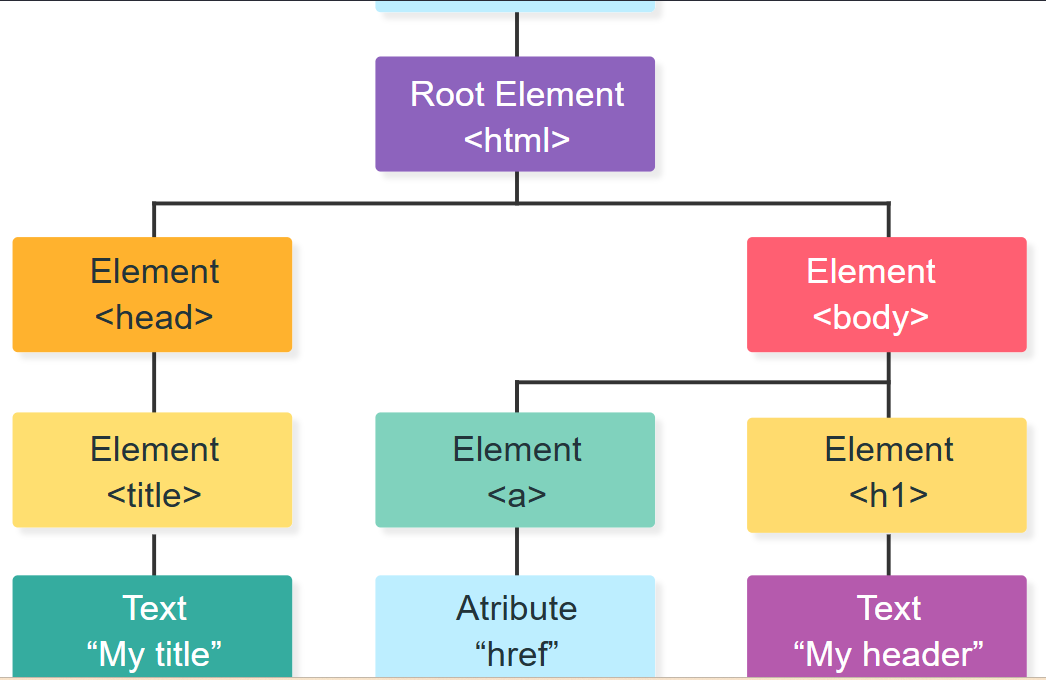 Root Element
<html>
Element
<head>
Element
<body>
Element
<title>
Element
<a>
Element
<h1>
Text
“My title”
Atribute
“href”
Text
“My header”